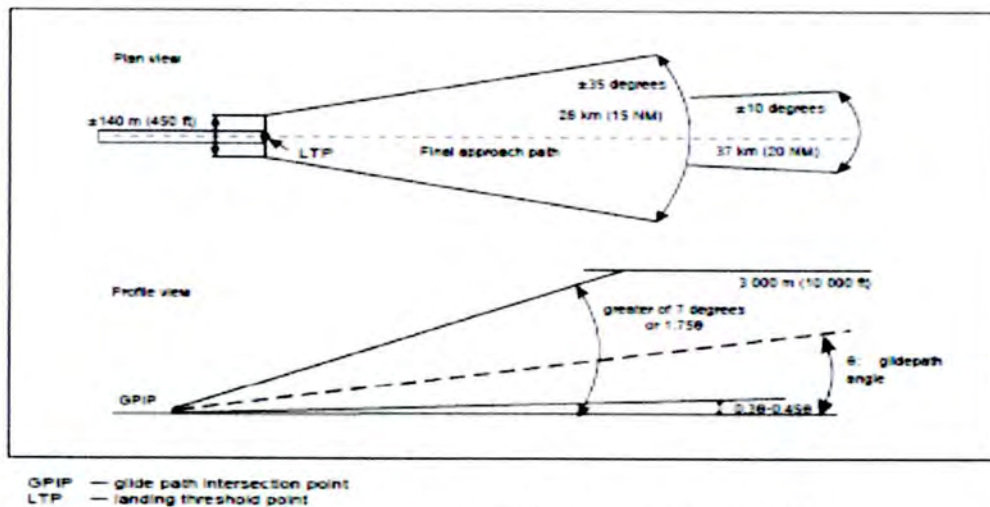 Plan view
±35 degrees
±10 degrees
±140 m (450 ft)
28 km (15 NM)
LTP
Final approach path
37 km (20 NM)
Profile view
3 000 m (10 000 ft)
greater of 7 degrees
or 1.75θ
θ: glidepath
angle
GPIP
0.3θ-0.45θ
GPIP — glide path intersection point
LTP — landing threshold point